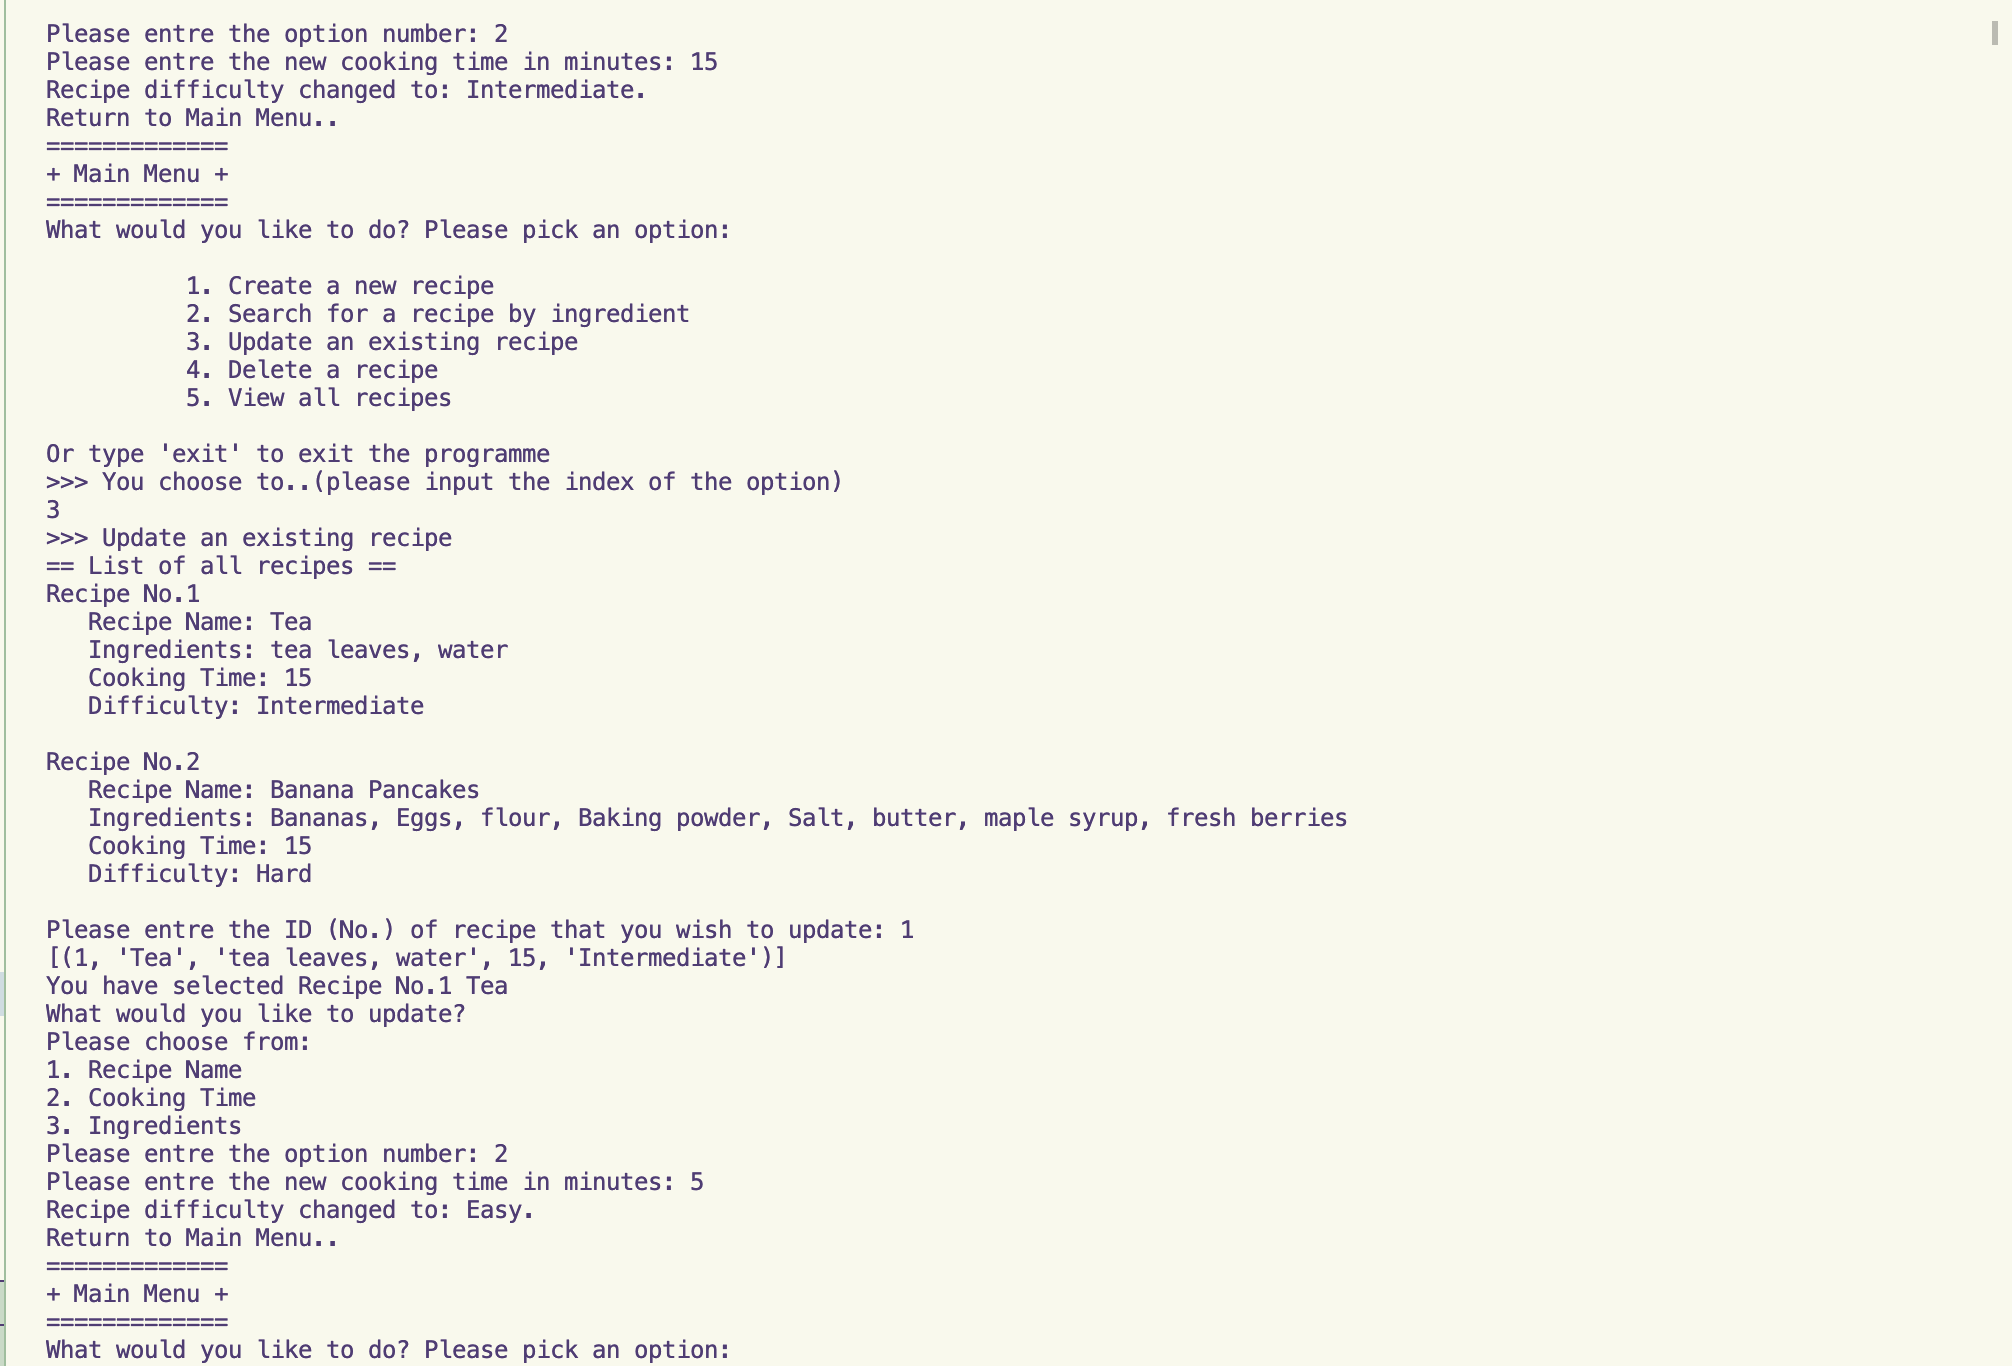 Please entre the option number: 2
Please entre the new cooking time in minutes: 15
Recipe difficulty changed to: Intermediate.
Return to Main Menu..
=============
+ Main Menu +
=============
What would you like to do? Please pick an option:
1. Create a new recipe
2. Search for a recipe by ingredient
3. Update an existing recipe
4. Delete a recipe
5. View all recipes
Or type 'exit' to exit the programme
>>> You choose to..(please input the index of the option)
3
>>> Update an existing recipe
== List of all recipes ==
Recipe No.1
Recipe Name: Tea
Ingredients: tea leaves, water
Cooking Time: 15
Difficulty: Intermediate
Recipe No.2
Recipe Name: Banana Pancakes
Ingredients: Bananas, Eggs, flour, Baking powder, Salt, butter, maple syrup, fresh berries
Cooking Time: 15
Difficulty: Hard
Please entre the ID (No.) of recipe that you wish to update: 1
[(1, 'Tea', 'tea leaves, water', 15, 'Intermediate')]
You have selected Recipe No.1 Tea
What would you like to update?
Please choose from:
1. Recipe Name
2. Cooking Time
3. Ingredients
Please entre the option number: 2
Please entre the new cooking time in minutes: 5
Recipe difficulty changed to: Easy.
Return to Main Menu..
=============
+ Main Menu +
=============
What would you like to do? Please pick an option: